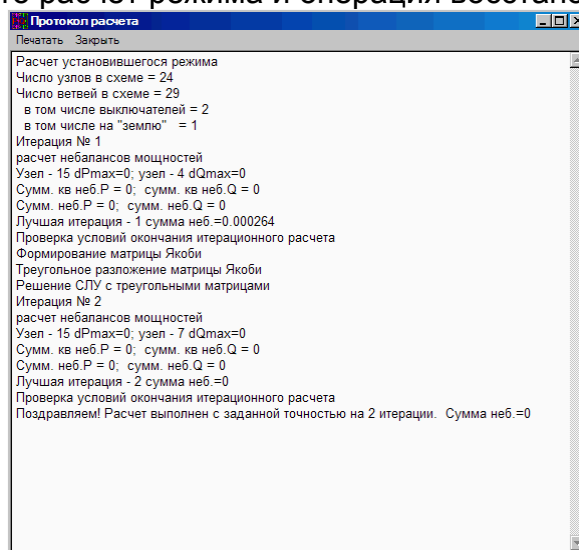 расчет режима и операция
Протокол расчета
Печатать Закрыть
Расчет установившегося режима
Число узлов в схеме = 24
Число ветвей в схеме = 29
в том числе выключателей = 2
в том числе на "землю" = 1
Итерация № 1
расчет небалансов мощностей
Узел - 15 dPmax=0; узел - 4 dQmax=0
Сумм. кв неб.P = 0; сумм. кв неб.Q = 0
Сумм. неб.P = 0; сумм. неб.Q = 0
Лучшая итерация - 1 сумма неб.=0.000264
Проверка условий окончания итерационного расчета
Формирование матрицы Якоби
Треугольное разложение матрицы Якоби
Решение СЛУ с треугольными матрицами
Итерация № 2
расчет небалансов мощностей
Узел - 15 dPmax=0; узел - 7 dQmax=0
Сумм. кв неб.P = 0; сумм. кв неб.Q = 0
Сумм. неб.P = 0; сумм. неб.Q = 0
Лучшая итерация - 2 сумма неб.=0
Проверка условий окончания итерационного расчета
Поздравляем! Расчет выполнен с заданной точностью на 2 итерации. Сумма неб.=0